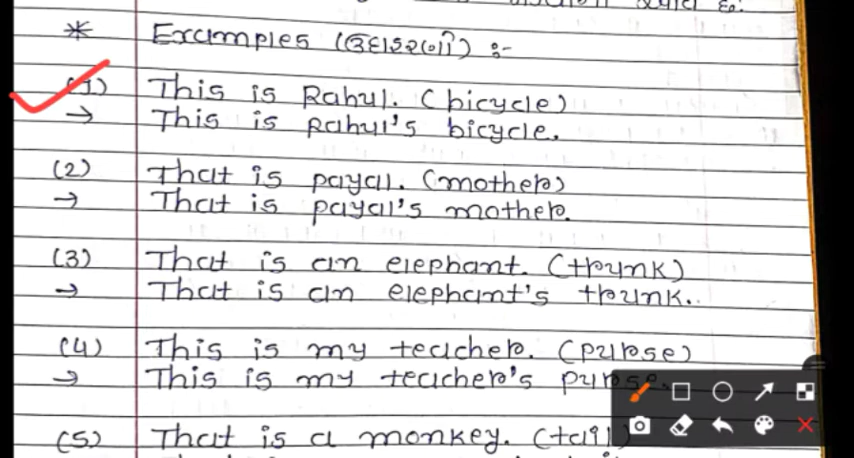 * Examples (ઉદાહરણો) :-
(1) This is Rahul. (bicycle)
→ This is Rahul's bicycle.
(2) That is payal. (mother)
→ That is payal's mother.
(3) That is an elephant. (trunk)
→ That is an elephant's trunk.
(4) This is my teacher. (purse)
→ This is my teacher's purse.
(5) That is a monkey. (tail)